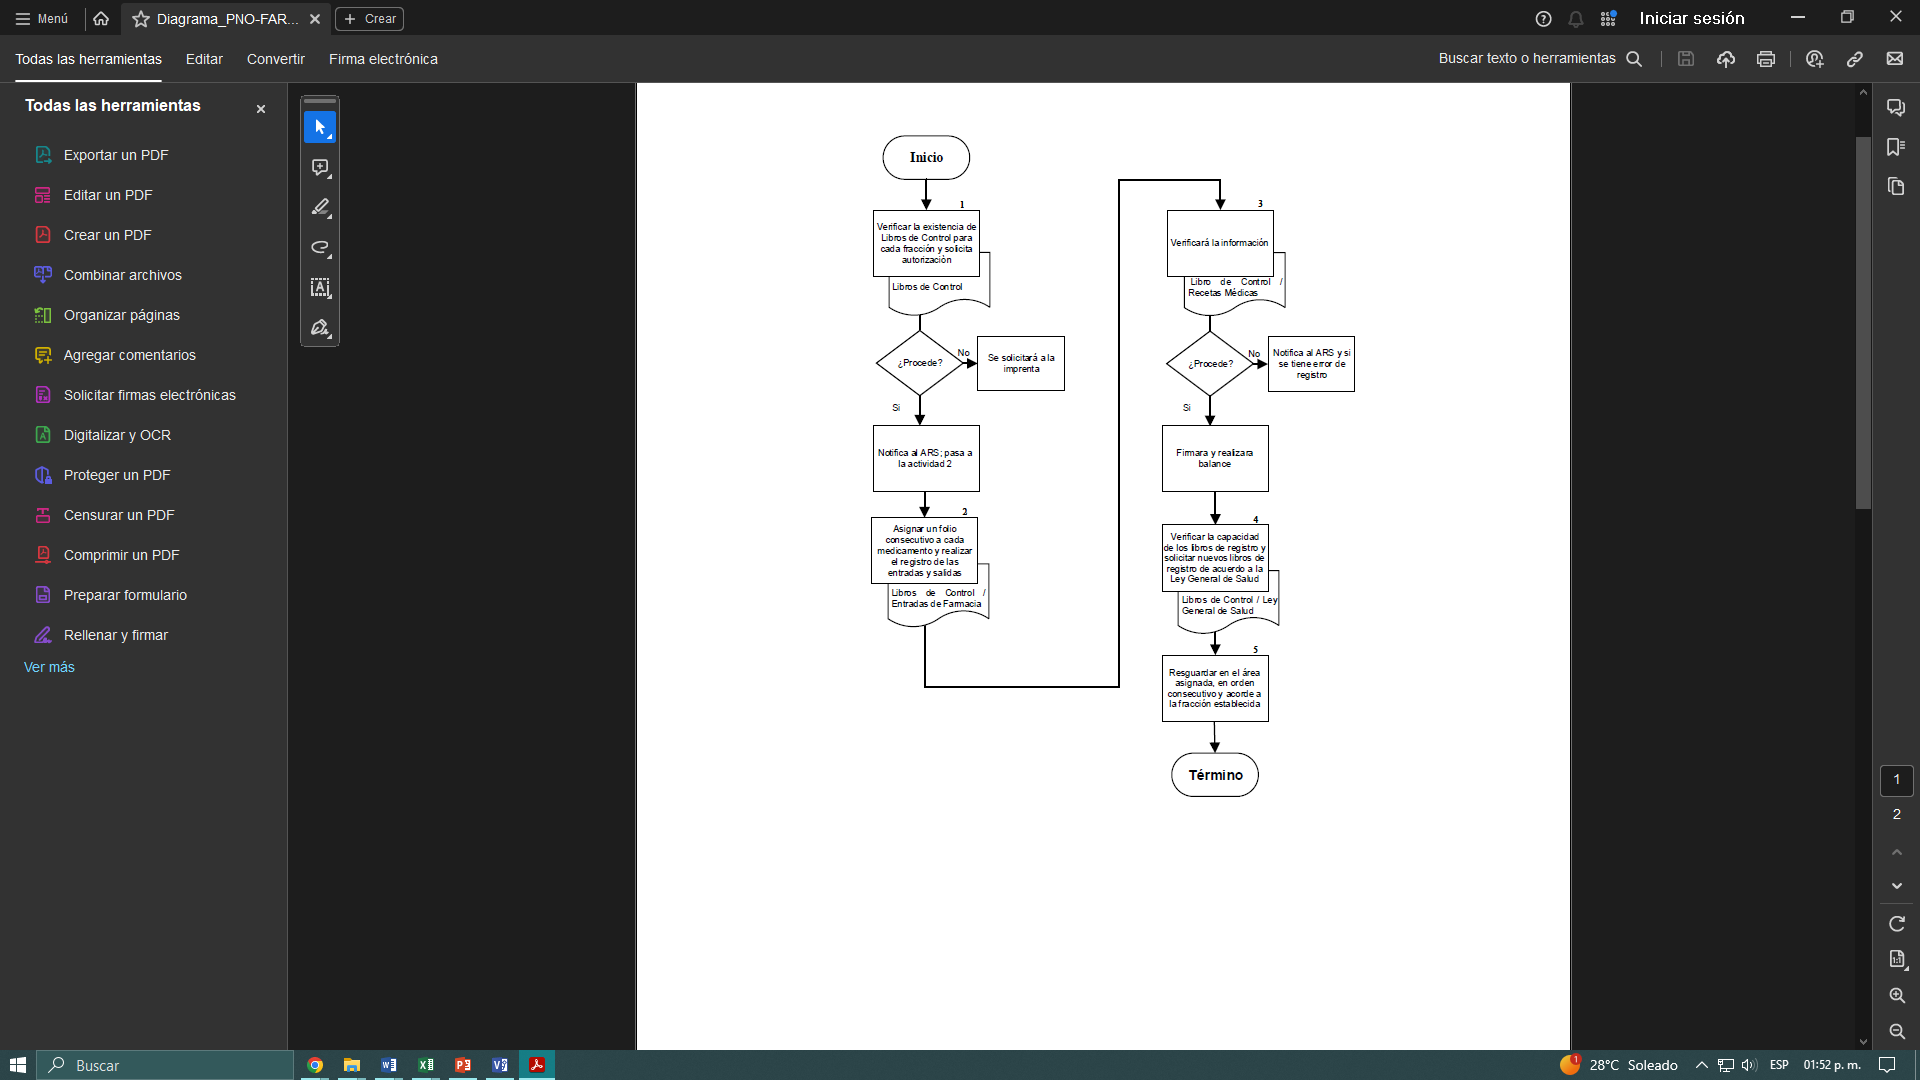 Menú
Diagrama_PNO-FAR...
Crear
Iniciar sesión
Todas las herramientas
Editar
Convertir
Firma electrónica
Buscar texto o herramientas
Todas las herramientas
Exportar un PDF
Editar un PDF
Crear un PDF
Combinar archivos
Organizar páginas
Agregar comentarios
Solicitar firmas electrónicas
Digitalizar y OCR
Proteger un PDF
Censurar un PDF
Comprimir un PDF
Preparar formulario
Rellenar y firmar
Ver más
Inicio
1
Verificar la existencia de
Libros de Control para
cada fracción y solicita
autorización
Libros de Control
¿Procede?
No
Se solicitará a la
imprenta
Si
Notifica al ARS; pasa a
la actividad 2
2
Asignar un folio
consecutivo a cada
medicamento y realizar
el registro de las
entradas y salidas
Libros de Control /
Entradas de Farmacia
3
Verificará la información
Libro de Control /
Recetas Médicas
¿Procede?
No
Notifica al ARS y si
se tiene error de
registro
Si
Firmara y realizara
balance
4
Verificar la capacidad
de los libros de registro y
solicitar nuevos libros de
registro de acuerdo a la
Ley General de Salud
Libros de Control / Ley
General de Salud
5
Resguardar en el área
asignada, en orden
consecutivo y acorde a
la fracción establecida
Término
1
2
1:1
Buscar
1
28°C Soleado
ESP
01:52 p. m.